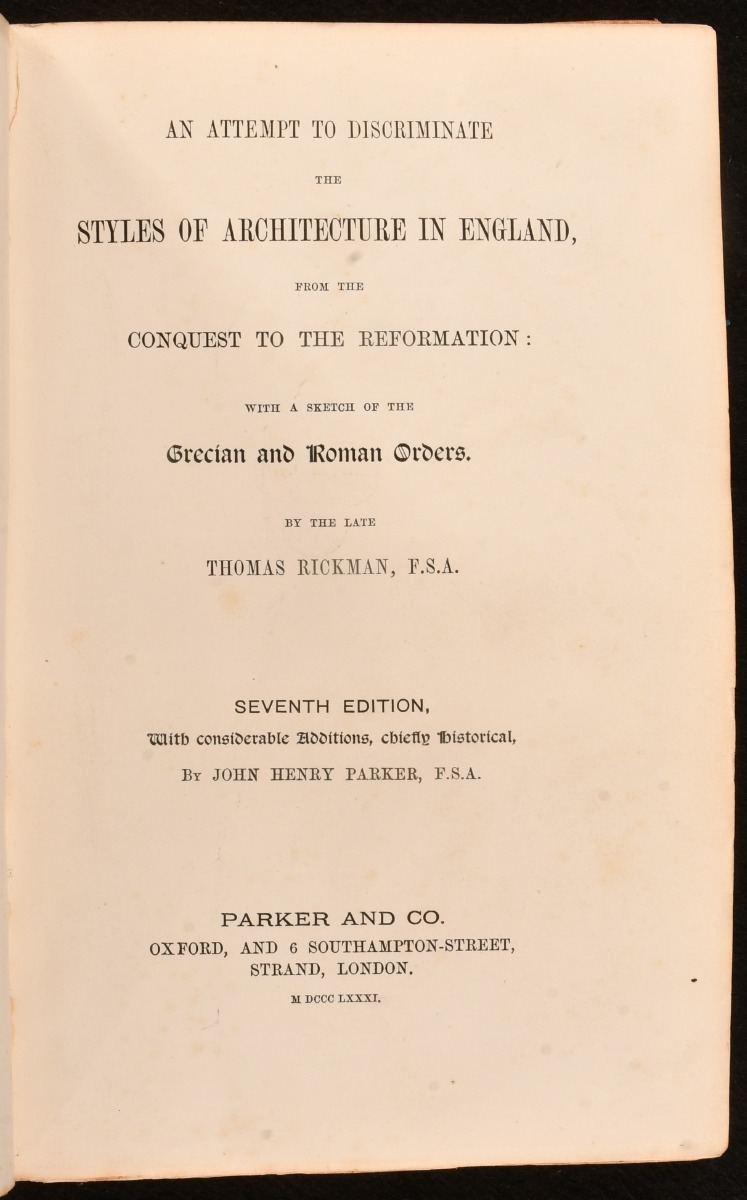 AN ATTEMPT TO DISCRIMINATE
THE
STYLES OF ARCHITECTURE IN ENGLAND,
FROM THE
CONQUEST TO THE REFORMATION:
WITH A SKETCH OF THE
Grecian and Roman Orders.
BY THE LATE
THOMAS RICKMAN, F.S.A.
SEVENTH EDITION,
With considerable Additions, chiefly Historical,
BY JOHN HENRY PARKER, F.S.A.
PARKER AND CO.
OXFORD, AND 6 SOUTHAMPTON-STREET,
STRAND, LONDON.
M DCCC LXXXI.